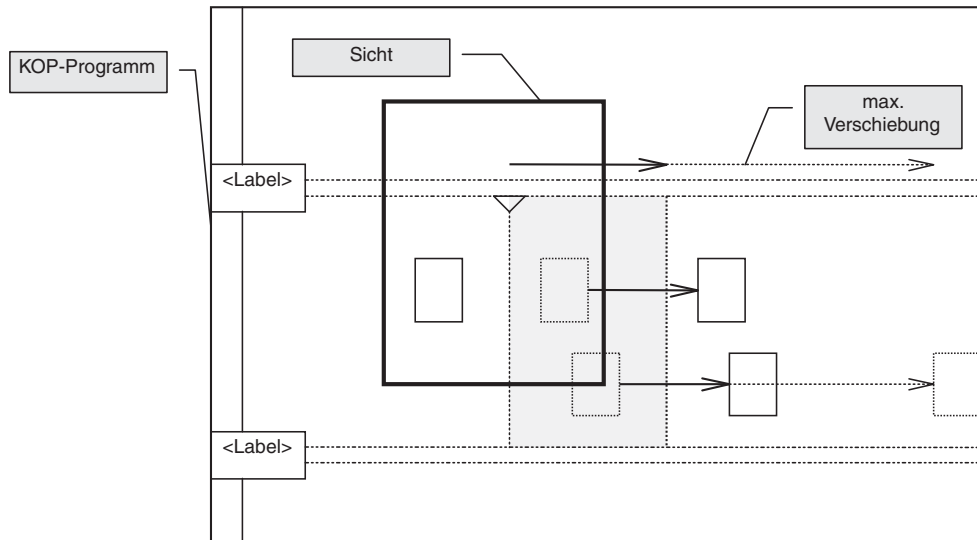 KOP-Programm
Sicht
max.
Verschiebung
<Label>
<Label>